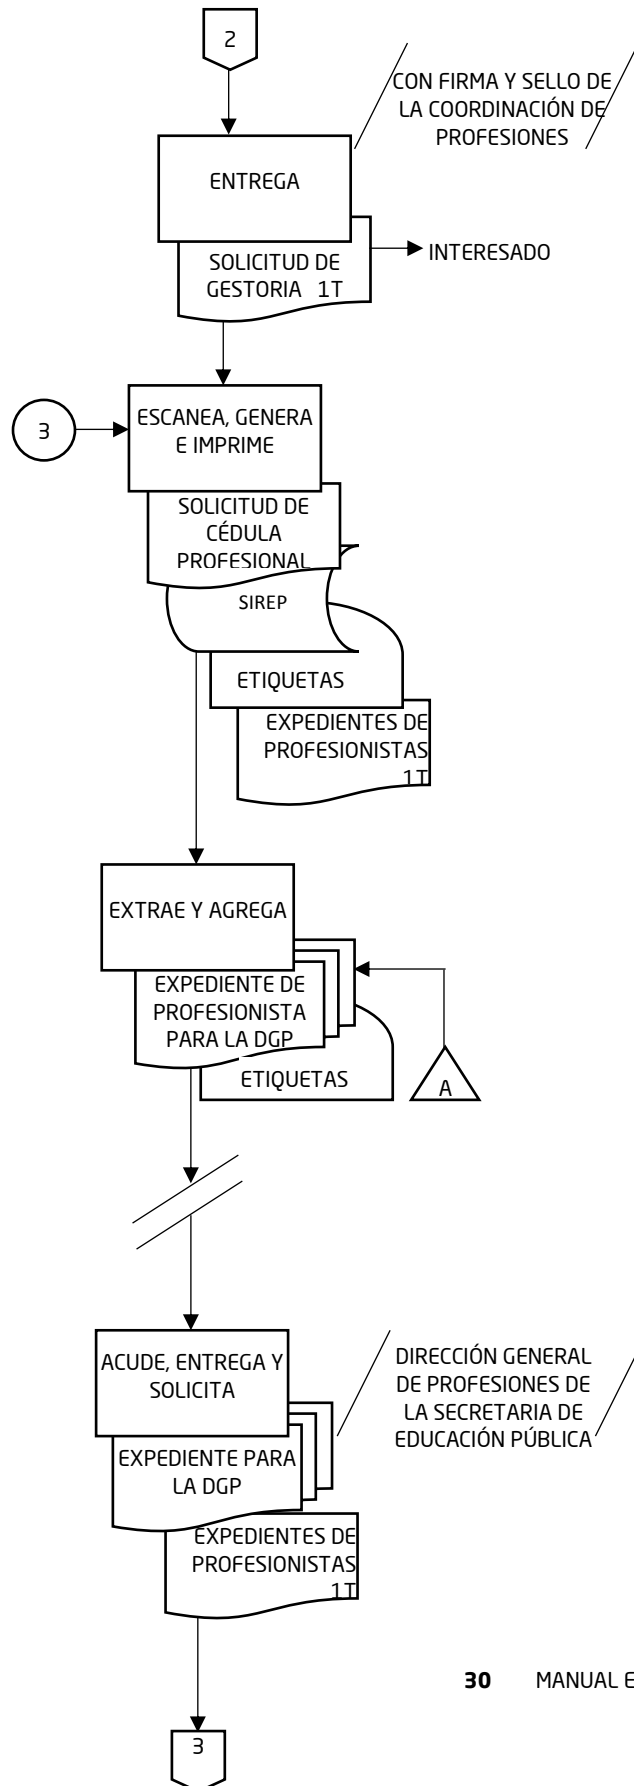 2
CON FIRMA Y SELLO DE
LA COORDINACIÓN DE
PROFESIONES
ENTREGA
SOLICITUD DE
GESTORIA 1T
INTERESADO
3
ESCANEA, GENERA
E IMPRIME
SOLICITUD DE
CÉDULA
PROFESIONAL
SIREP
ETIQUETAS
EXPEDIENTES DE
PROFESIONISTAS
1T
EXTRAE Y AGREGA
EXPEDIENTE DE
PROFESIONISTA
PARA LA DGP
ETIQUETAS
A
ACUDE, ENTREGA Y
SOLICITA
DIRECCIÓN GENERAL
DE PROFESIONES DE
LA SECRETARIA DE
EDUCACIÓN PÚBLICA
EXPEDIENTE PARA
LA DGP
EXPEDIENTES DE
PROFESIONISTAS
1T
30 MANUAL E
3